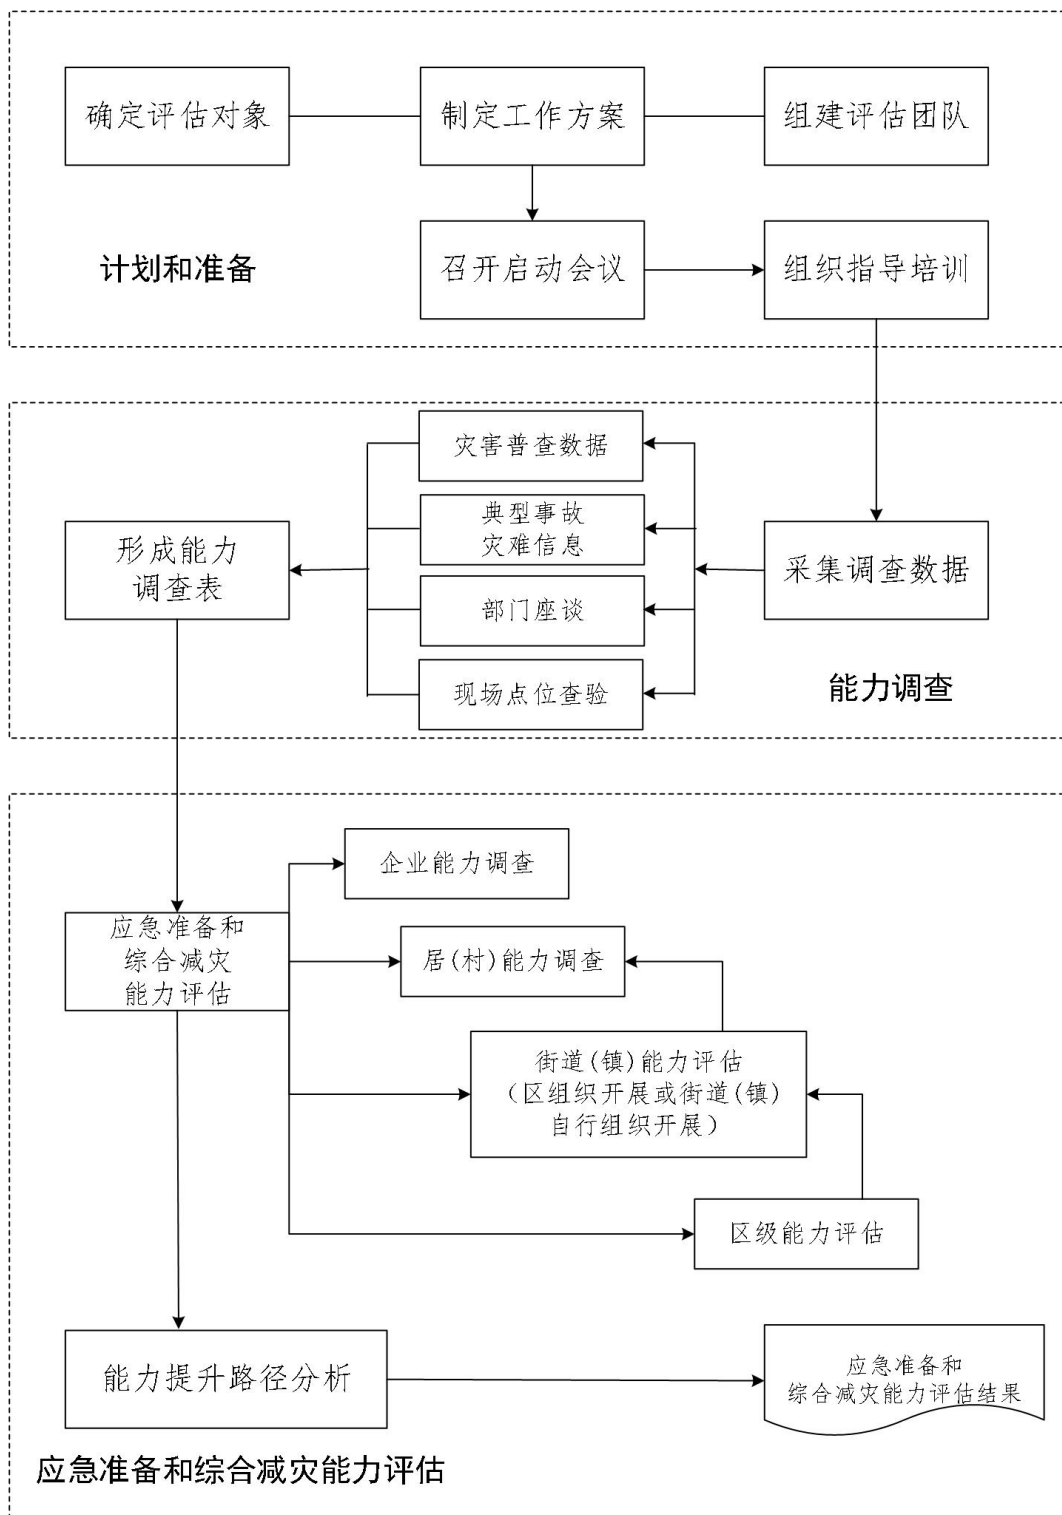 确定评估对象
制定工作方案
组建评估团队
召开启动会议
组织指导培训
计划和准备
灾害普查数据
典型事故
灾难信息
部门座谈
现场点位查验
形成能力
调查表
采集调查数据
能力调查
企业能力调查
应急准备和
综合减灾
能力评估
居(村)能力调查
街道(镇)能力评估
(区组织开展或街道(镇)
自行组织开展)
区级能力评估
能力提升路径分析
应急准备和
综合减灾能力评估结果
应急准备和综合减灾能力评估